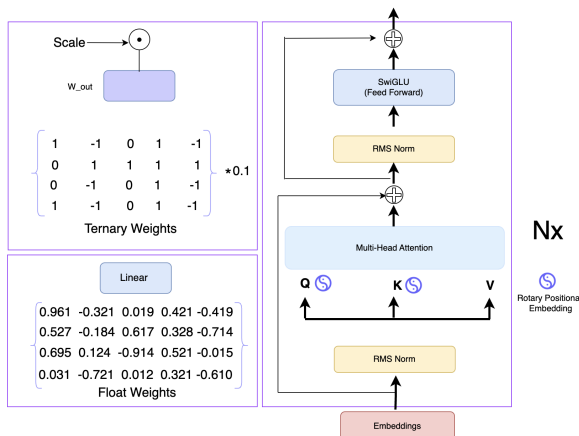 Scale
W_out
1 -1 0 1 -1
0 1 1 1 1
0 -1 0 1 -1
1 -1 0 1 -1
*0.1
Ternary Weights
Linear
0.961 -0.321 0.019 0.421 -0.419
0.527 -0.184 0.617 0.328 -0.714
0.695 0.124 -0.914 0.521 -0.015
0.031 -0.721 0.012 0.321 -0.610
Float Weights
SwiGLU
(Feed Forward)
RMS Norm
Multi-Head Attention
Q K V
RMS Norm
Embeddings
Nx
Rotary Positiona
Embedding